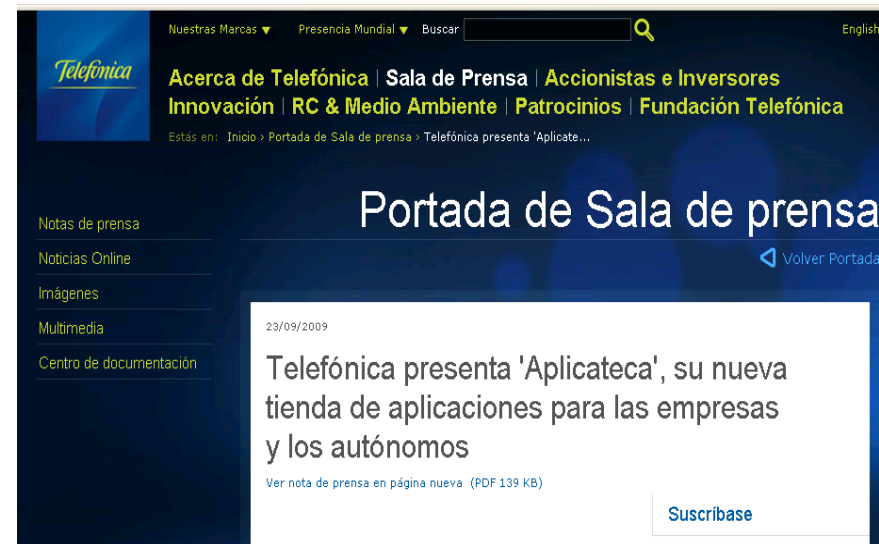 Nuestras Marcas ▼ Presencia Mundial ▼ Buscar English
Telefónica
Acerca de Telefónica | Sala de Prensa | Accionistas e Inversores
Innovación | RC & Medio Ambiente | Patrocinios | Fundación Telefónica
Estás en: Inicio › Portada de Sala de prensa › Telefónica presenta 'Aplicate...
Portada de Sala de prensa
Volver Portada
Notas de prensa
Noticias Online
Imágenes
Multimedia
Centro de documentación
23/09/2009
Telefónica presenta 'Aplicateca', su nueva
tienda de aplicaciones para las empresas
y los autónomos
Ver nota de prensa en página nueva (PDF 139 KB)
Suscríbase